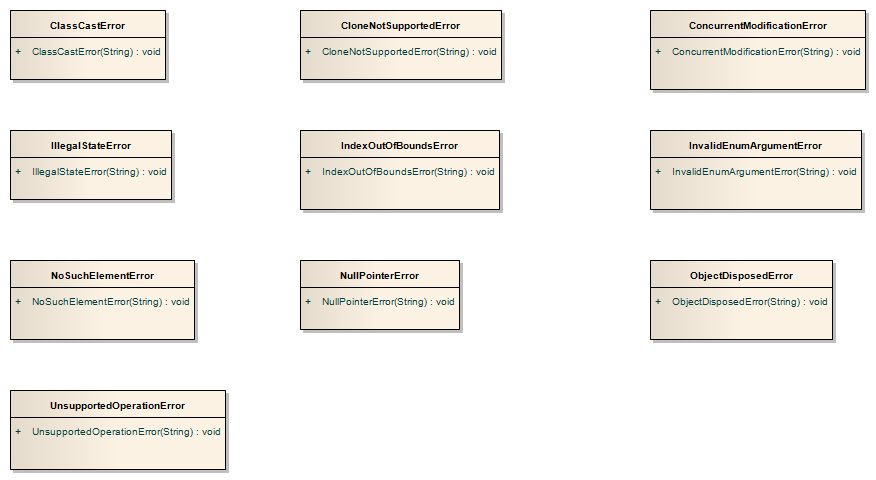 ClassCastError
+ ClassCastError(String) : void
CloneNotSupportedError
+ CloneNotSupportedError(String) : void
ConcurrentModificationError
+ ConcurrentModificationError(String) : void
IllegalStateError
+ IllegalStateError(String) : void
IndexOutOfBoundsError
+ IndexOutOfBoundsError(String) : void
InvalidEnumArgumentError
+ InvalidEnumArgumentError(String) : void
NoSuchElementError
+ NoSuchElementError(String) : void
NullPointerError
+ NullPointerError(String) : void
ObjectDisposedError
+ ObjectDisposedError(String) : void
UnsupportedOperationError
+ UnsupportedOperationError(String) : void